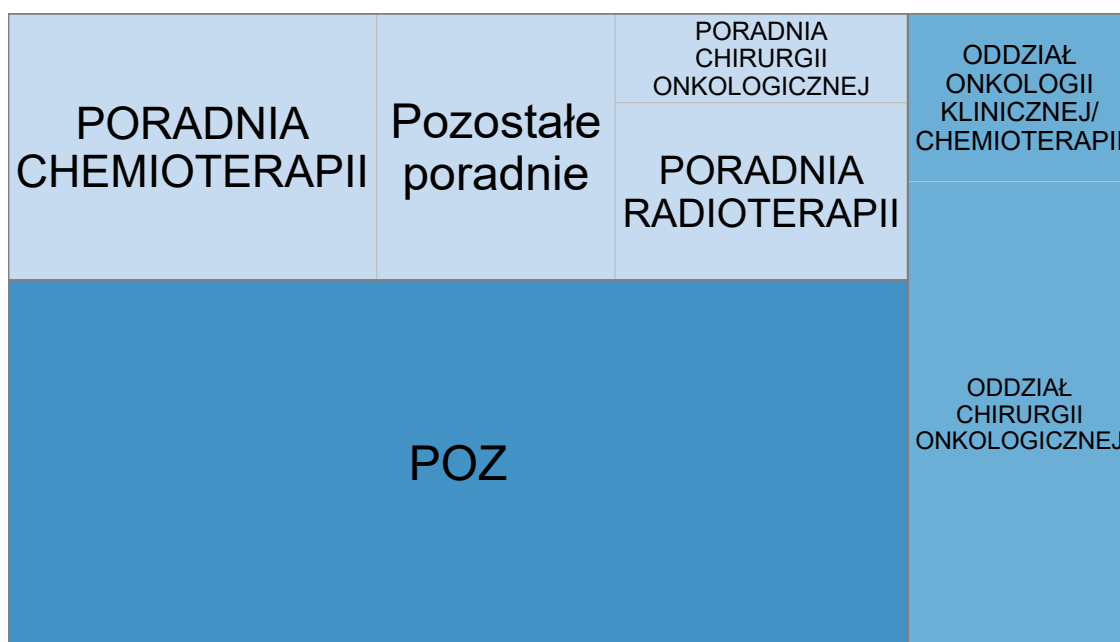 PORADNIA
CHEMIOTERAPII
Pozostałe
poradnie
PORADNIA
CHIRURGII
ONKOLOGICZNEJ
PORADNIA
RADIOTERAPII
ODDZIAŁ
ONKOLOGII
KLINICZNEJ/
CHEMIOTERAPII
ODDZIAŁ
CHIRURGII
ONKOLOGICZNEJ
POZ